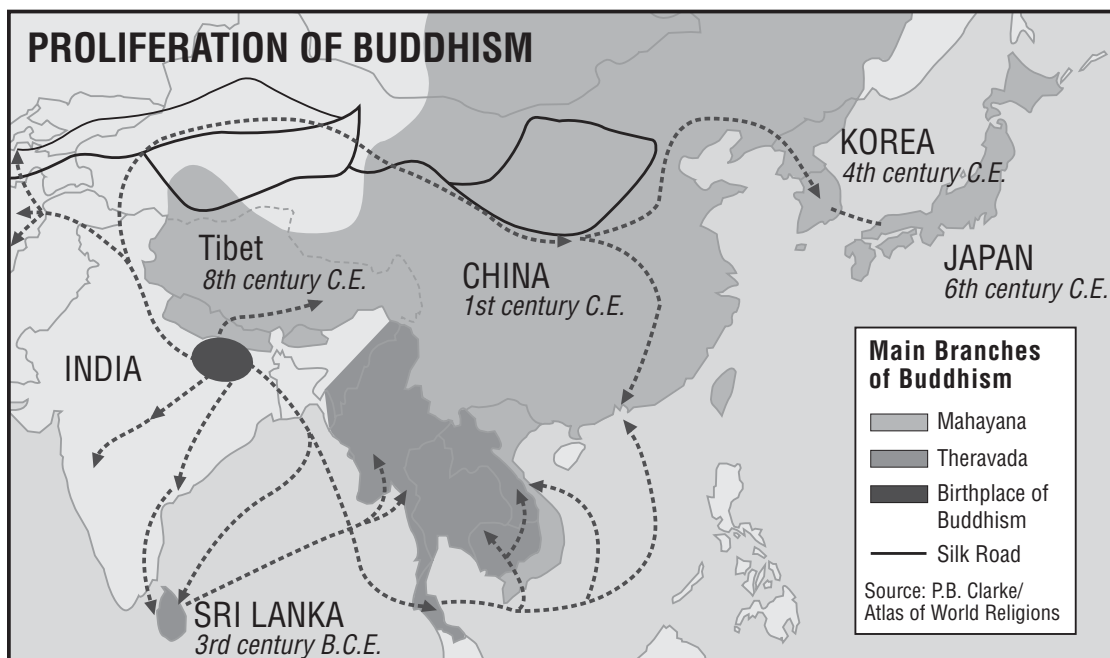 PROLIFERATION OF BUDDHISM
KOREA
4th century C.E.
Tibet
8th century C.E.
CHINA
1st century C.E.
JAPAN
6th century C.E.
INDIA
SRI LANKA
3rd century B.C.E.
Main Branches
of Buddhism
Mahayana
Theravada
Birthplace of
Buddhism
Silk Road
Source: P.B. Clarke/
Atlas of World Religions